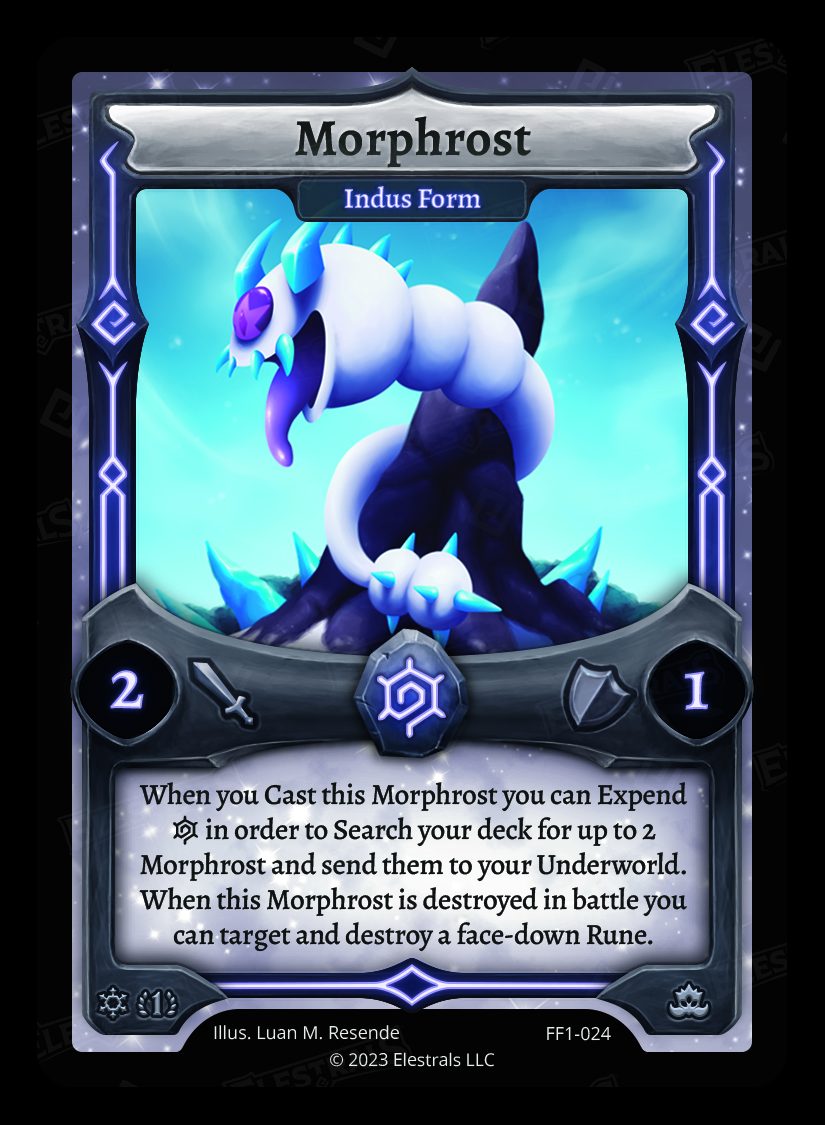 Morphrost
Indus Form
2
1
When you Cast this Morphrost you can Expend
in order to Search your deck for up to 2
Morphrost and send them to your Underworld.
When this Morphrost is destroyed in battle you
can target and destroy a face-down Rune.
1
Illus. Luan M. Resende
FF1-024
© 2023 Elestrals LLC